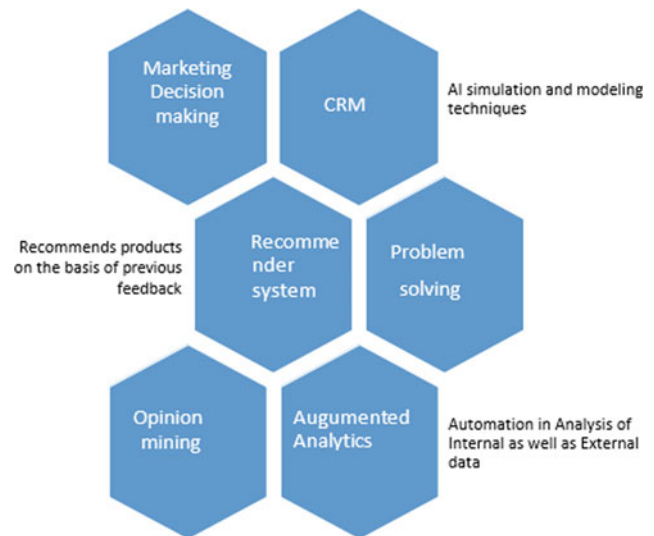 Marketing
Decision
making
CRM
AI simulation and modeling
techniques
Recommends products
on the basis of previous
feedback
Recomme
nder
system
Problem
solving
Opinion
mining
Augumented
Analytics
Automation in Analysis of
Internal as well as External
data